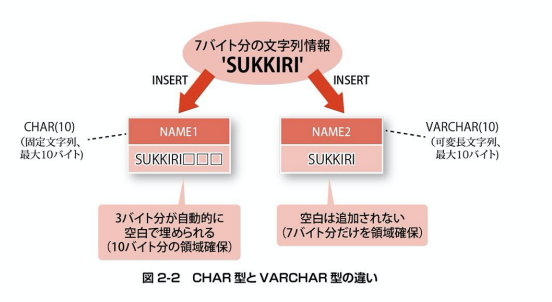 7バイト分の文字列情報
'SUKKIRI'
INSERT
INSERT
CHAR(10)
（固定文字列、
最大10バイト）
NAME1
SUKKIRI□□□
NAME2
SUKKIRI
VARCHAR(10)
（可変長文字列、
最大10バイト）
3バイト分が自動的に
空白で埋められる
（10バイト分の領域確保）
空白は追加されない
（7バイト分だけを領域確保）
図 2-2　CHAR 型と VARCHAR 型の違い